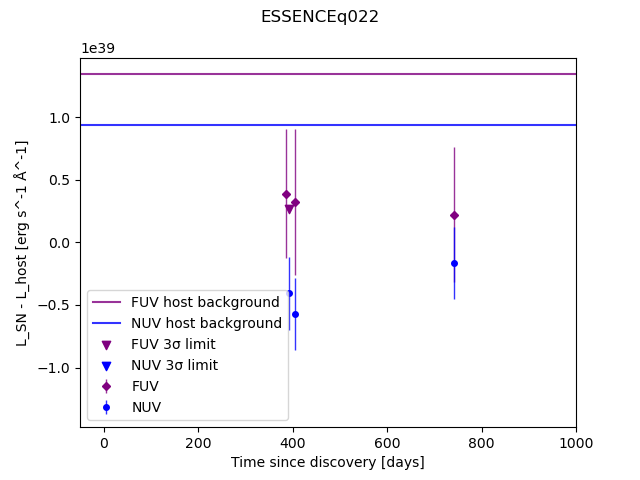 ESSENCEq022
1e39
L_SN - L_host [erg s^-1 Å^-1]
1.0
0.5
0.0
−0.5
−1.0
FUV host background
NUV host background
FUV 3σ limit
NUV 3σ limit
FUV
NUV
0 200 400 600 800 1000
Time since discovery [days]